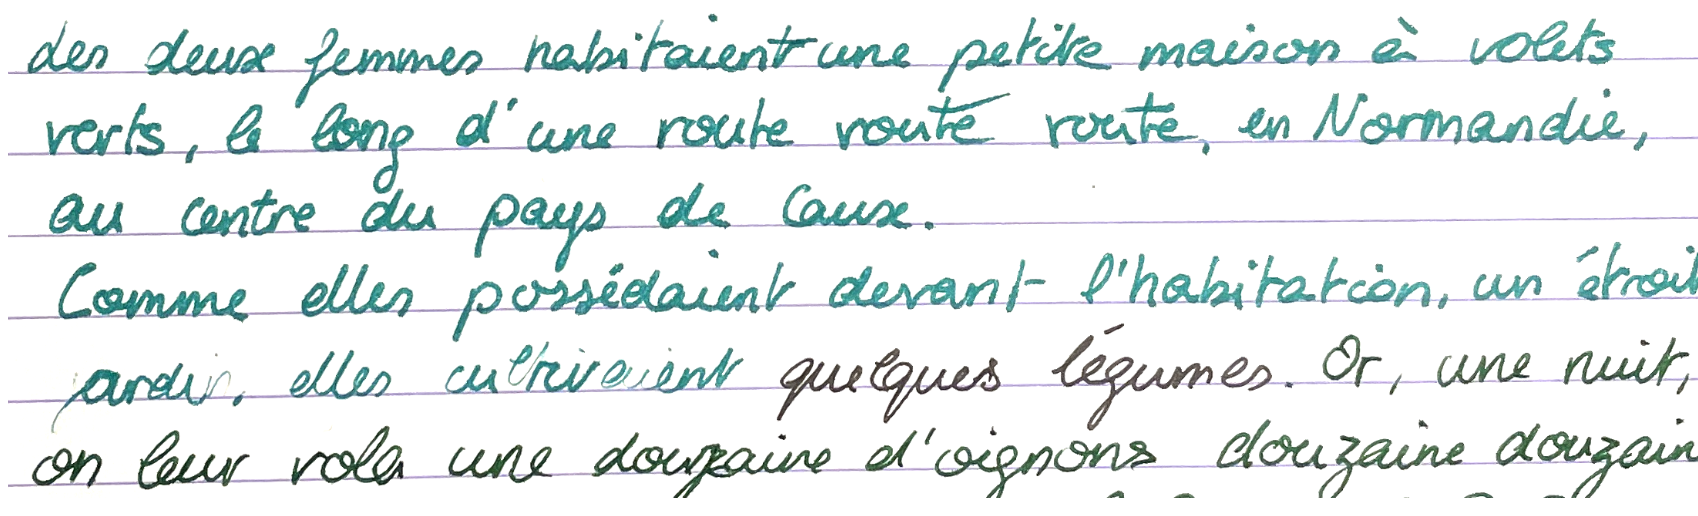 des deux femmes habitaient une petite maison à volets
verts, le long d'une route route route, en Normandie,
au centre du pays de Caux.
Comme elles possédaient devant l'habitation, un étroit
jardin, elles cultivaient quelques légumes. Or, une nuit,
on leur vola une douzaine d'oignons douzaine douzain